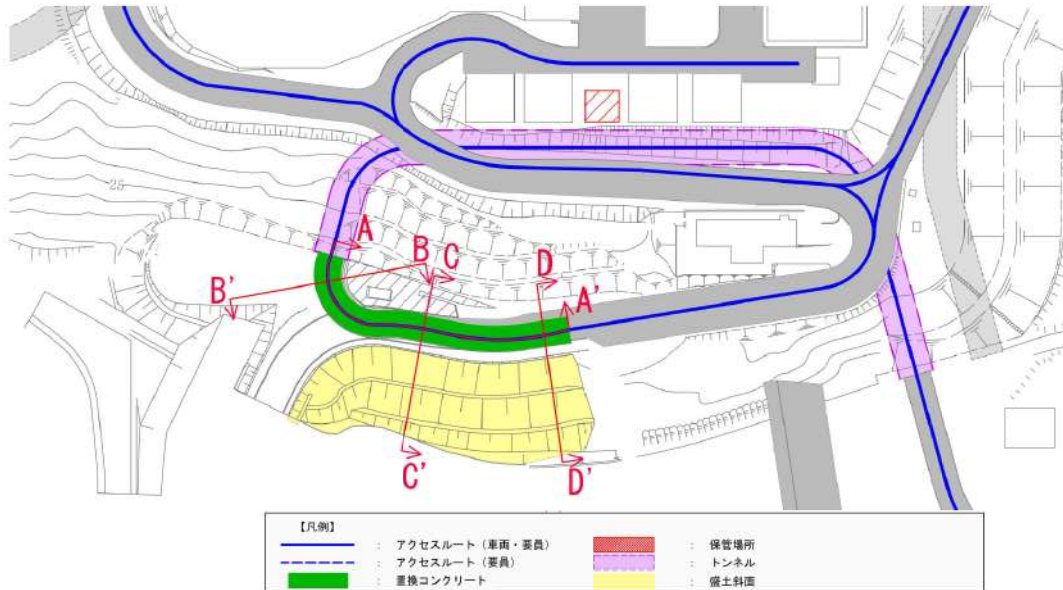 25
A
B
C
D
B'
A'
C'
D'
【凡例】
: アクセスルート（車両・要員） : 保管場所
: アクセスルート（要員） : トンネル
: 置換コンクリート : 盛土斜面